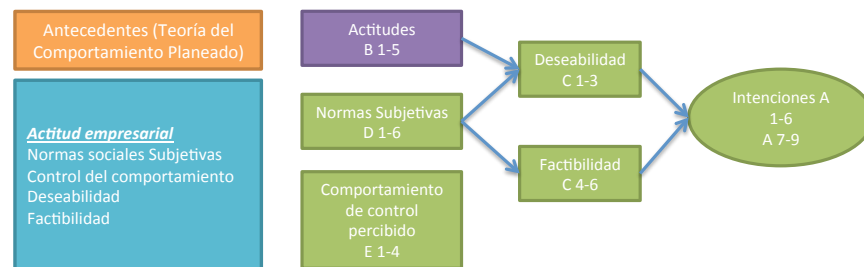 Antecedentes (Teoría del
Comportamiento Planeado)
Actitud empresarial
Normas sociales Subjetivas
Control del comportamiento
Deseabilidad
Factibilidad
Actitudes
B 1-5
Normas Subjetivas
D 1-6
Comportamiento
de control
percibido
E 1-4
Deseabilidad
C 1-3
Factibilidad
C 4-6
Intenciones A
1-6
A 7-9